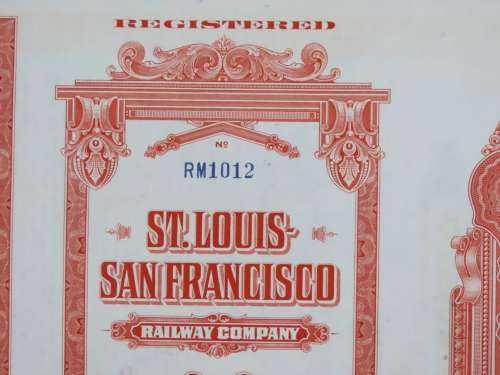 REGISTERED
Nº
RM1012
ST. LOUIS-
SAN FRANCISCO
RAILWAY COMPANY